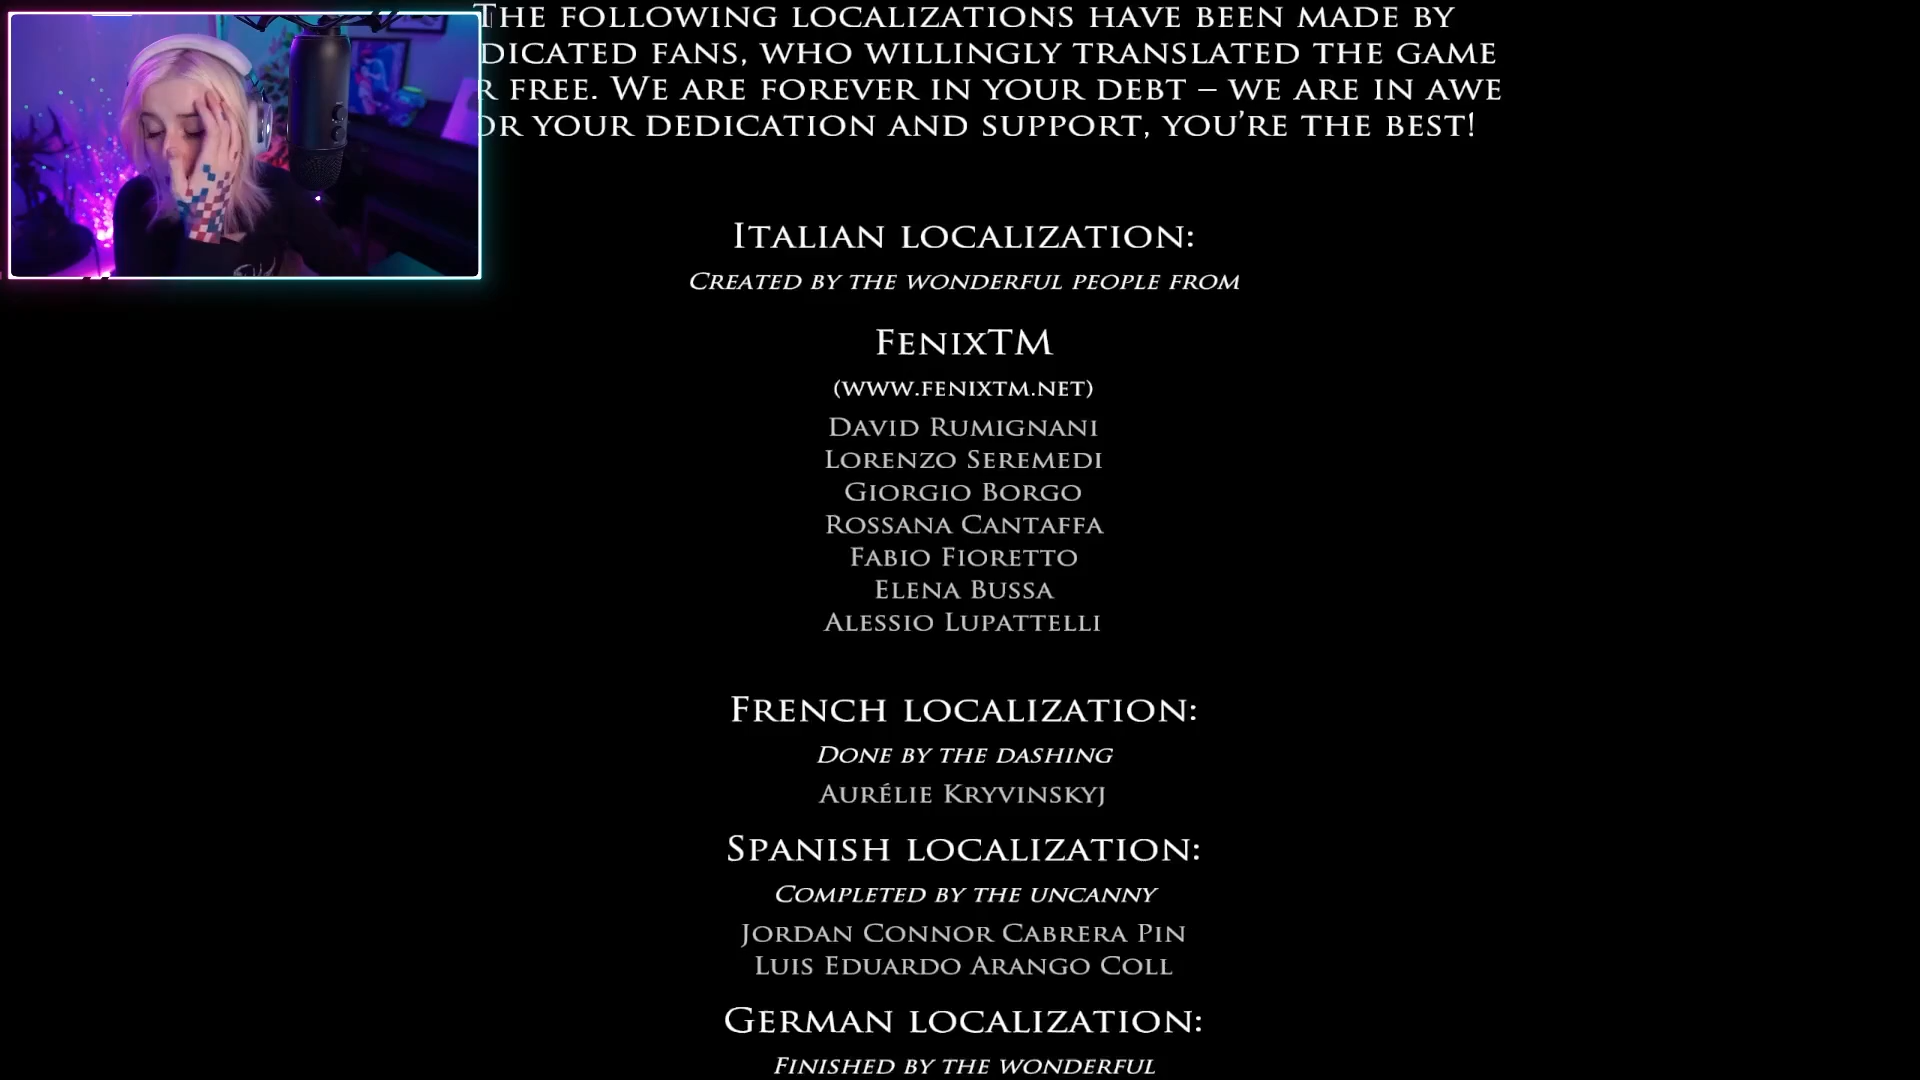 The following localizations have been made by
dicated fans, who willingly translated the game
r free. We are forever in your debt – we are in awe
or your dedication and support, you're the best!
Italian localization:
Created by the wonderful people from
FenixTM
(www.fenixtm.net)
David Rumignani
Lorenzo Seremedi
Giorgio Borgo
Rossana Cantaffa
Fabio Fioretto
Elena Bussa
Alessio Lupattelli
French localization:
Done by the dashing
Aurélie Kryvinskyj
Spanish localization:
Completed by the uncanny
Jordan Connor Cabrera Pin
Luis Eduardo Arango Coll
German localization:
Finished by the wonderful